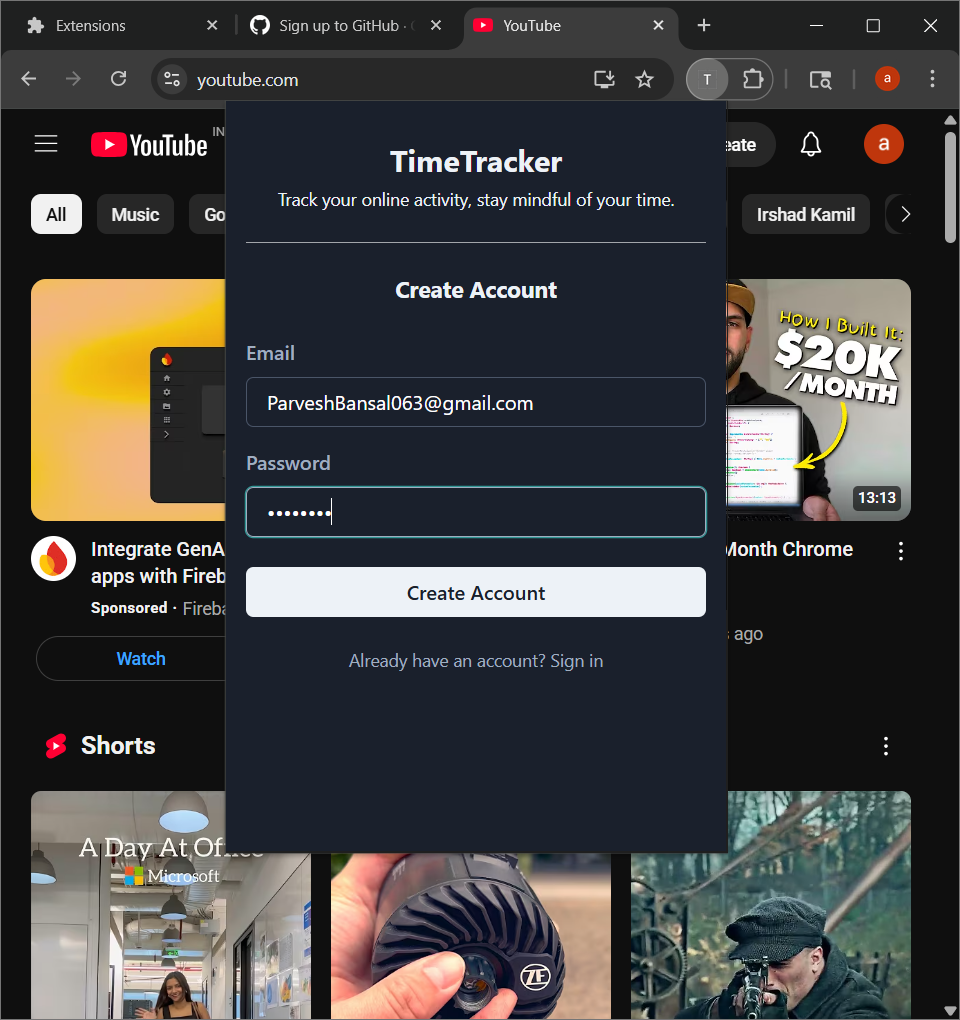 Extensions
Sign up to GitHub ·
YouTube
youtube.com
T
a
YouTube IN
eate
a
All
Music
Go
Irshad Kamil
TimeTracker
Track your online activity, stay mindful of your time.
Create Account
Email
ParveshBansal063@gmail.com
Password
••••••••
Create Account
Already have an account? Sign in
How I Built It:
$20K
/MONTH
13:13
Integrate GenA
apps with Fireb
Sponsored · Fireba
Watch
Month Chrome
s ago
Shorts
A Day At Office
Microsoft
ZF